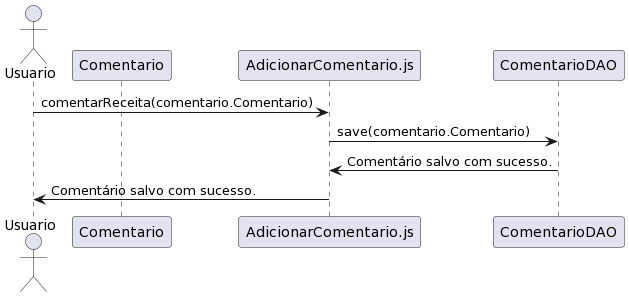 Usuario
Comentario
AdicionarComentario.js
ComentarioDAO
comentarReceita(comentario.Comentario)
save(comentario.Comentario)
Comentário salvo com sucesso.
Comentário salvo com sucesso.
Usuario
Comentario
AdicionarComentario.js
ComentarioDAO